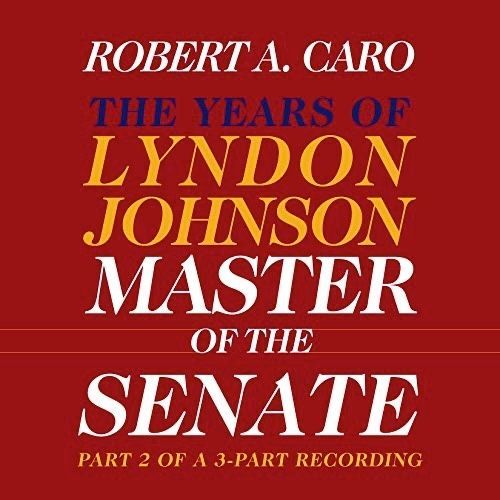 ROBERT A. CARO
THE YEARS OF
LYNDON
JOHNSON
MASTER
OF THE
SENATE
PART 2 OF A 3-PART RECORDING